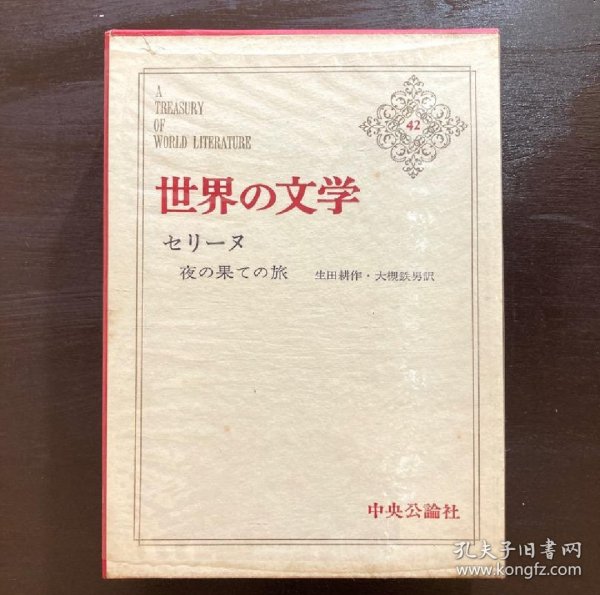 A
TREASURY
OF
WORLD LITERATURE
42
世界の文学
セリーヌ
夜の果ての旅 生田耕作・大槻鉄男訳
中央公論社
孔夫子旧书网
www.kongfz.com